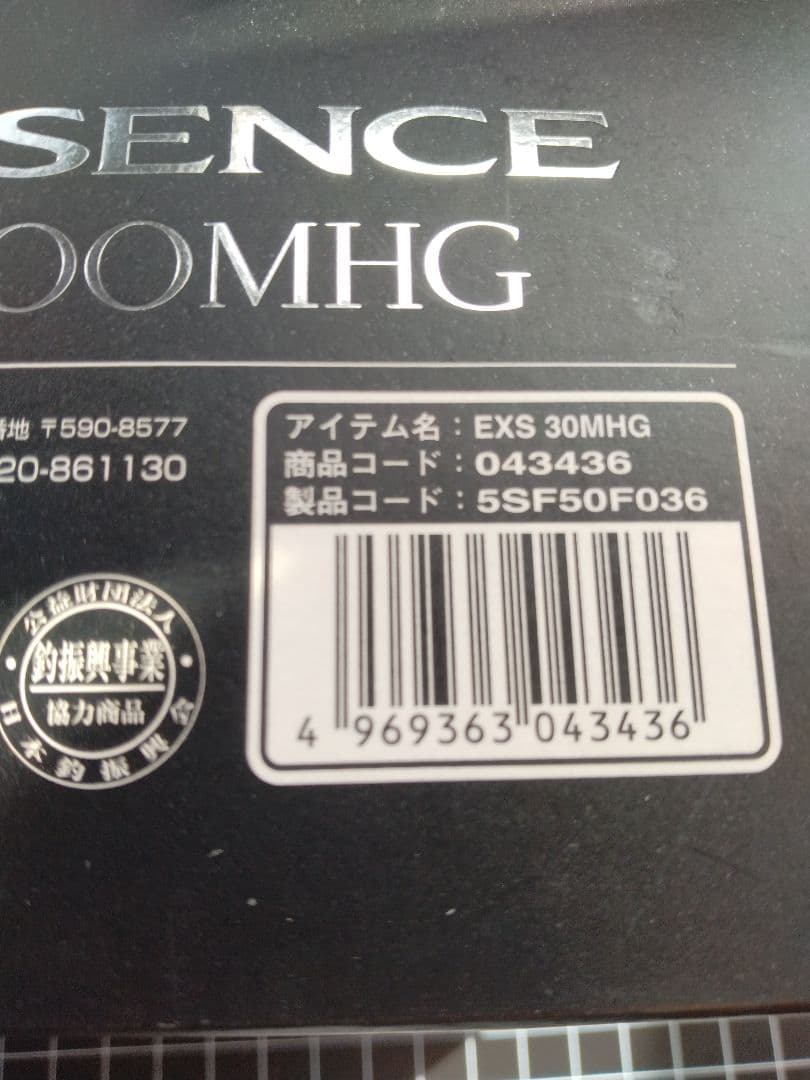 SENCE
00MHG
番地 〒590-8577
20-861130
アイテム名：EXS 30MHG
商品コード：043436
製品コード：5SF50F036
4 969363 043436
公益財団法人
釣振興事業
協力商品
日本釣振興会